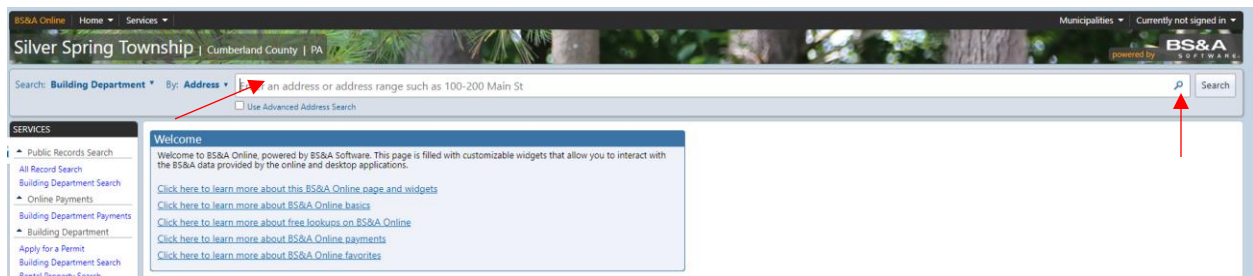 BS&A Online Home Services Municipalities Currently not signed in
Silver Spring Township | Cumberland County | PA
powered by BS&A SOFTWARE
Search: Building Department By: Address Enter an address or address range such as 100-200 Main St Search
Use Advanced Address Search
SERVICES
Public Records Search
All Record Search
Building Department Search
Online Payments
Building Department Payments
Building Department
Apply for a Permit
Building Department Search
Rental Property Search
Welcome
Welcome to BS&A Online, powered by BS&A Software. This page is filled with customizable widgets that allow you to interact with
the BS&A data provided by the online and desktop applications.
Click here to learn more about this BS&A Online page and widgets
Click here to learn more about BS&A Online basics
Click here to learn more about free lookups on BS&A Online
Click here to learn more about BS&A Online payments
Click here to learn more about BS&A Online favorites